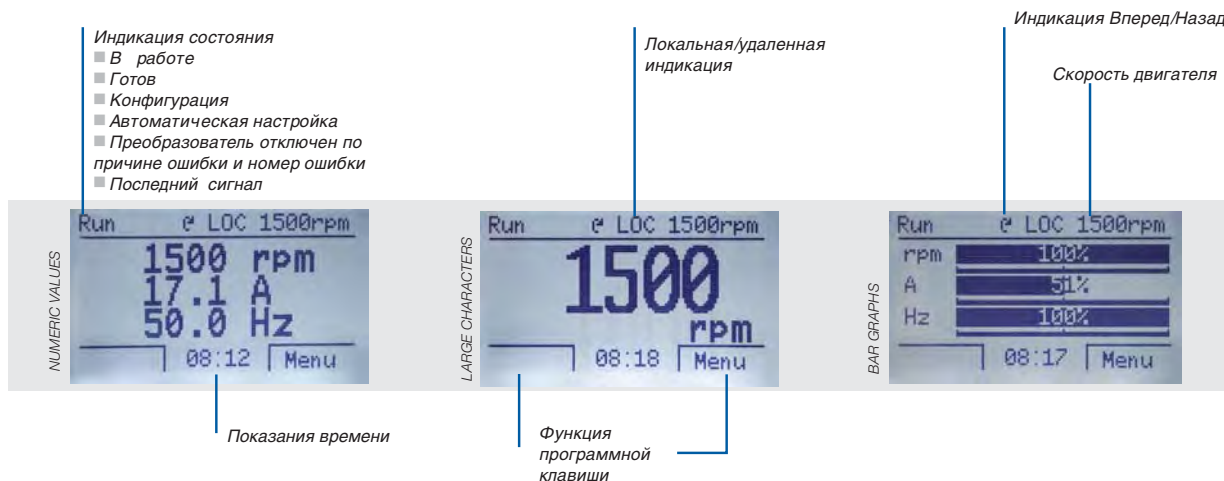 Индикация состояния
В работе
Готов
Конфигурация
Автоматическая настройка
Преобразователь отключен по
причине ошибки и номер ошибки
Последний сигнал
Локальная/удаленная
индикация
Индикация Вперед/Назад
Скорость двигателя
NUMERIC VALUES
Run LOC 1500rpm
1500 rpm
17.1 A
50.0 Hz
08:12 Menu
LARGE CHARACTERS
Run LOC 1500rpm
1500
rpm
08:18 Menu
BAR GRAPHS
Run LOC 1500rpm
rpm 100%
A 51%
Hz 100%
08:17 Menu
Показания времени
Функция
программной
клавиши